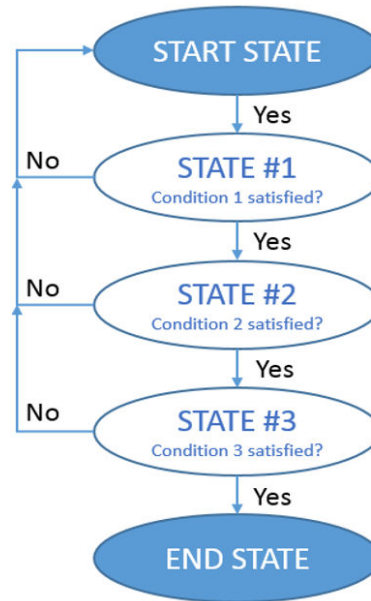 START STATE
Yes
No
STATE #1
Condition 1 satisfied?
Yes
No
STATE #2
Condition 2 satisfied?
Yes
No
STATE #3
Condition 3 satisfied?
Yes
END STATE